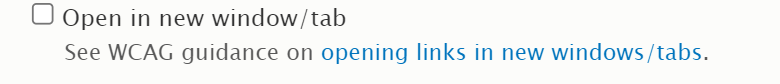 Open in new window/tab
See WCAG guidance on opening links in new windows/tabs.